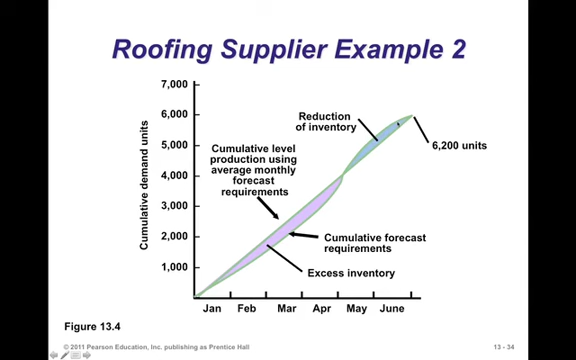 Roofing Supplier Example 2
7,000
6,000
5,000
4,000
3,000
2,000
1,000
Cumulative demand units
Reduction
of inventory
6,200 units
Cumulative level
production using
average monthly
forecast
requirements
Cumulative forecast
requirements
Excess inventory
Jan
Feb
Mar
Apr
May
June
Figure 13.4
© 2011 Pearson Education, Inc. publishing as Prentice Hall
13 - 34